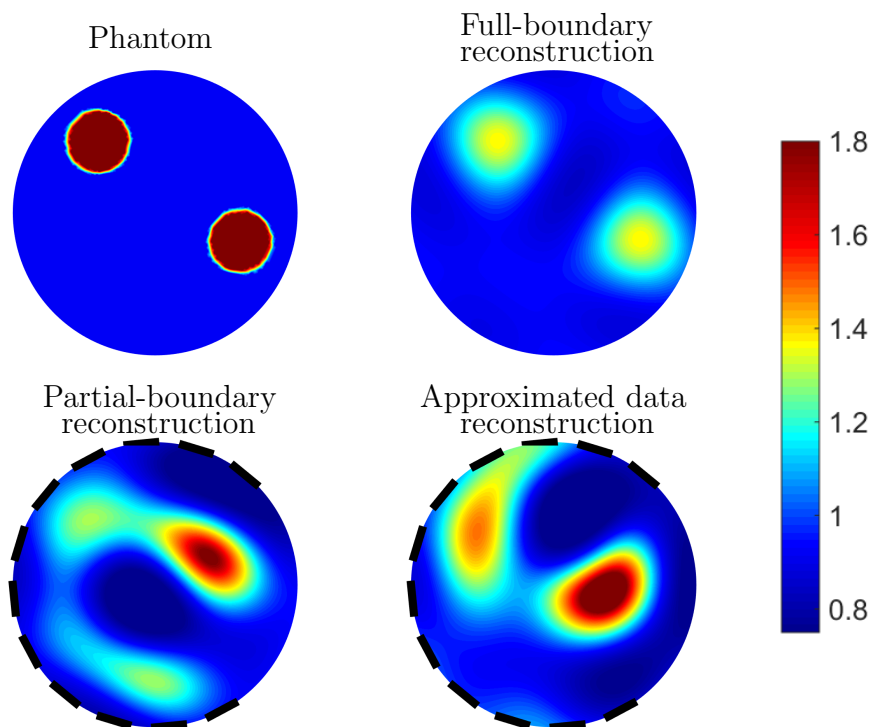 Phantom
Full-boundary
reconstruction
Partial-boundary
reconstruction
Approximated data
reconstruction
1.8
1.6
1.4
1.2
1
0.8